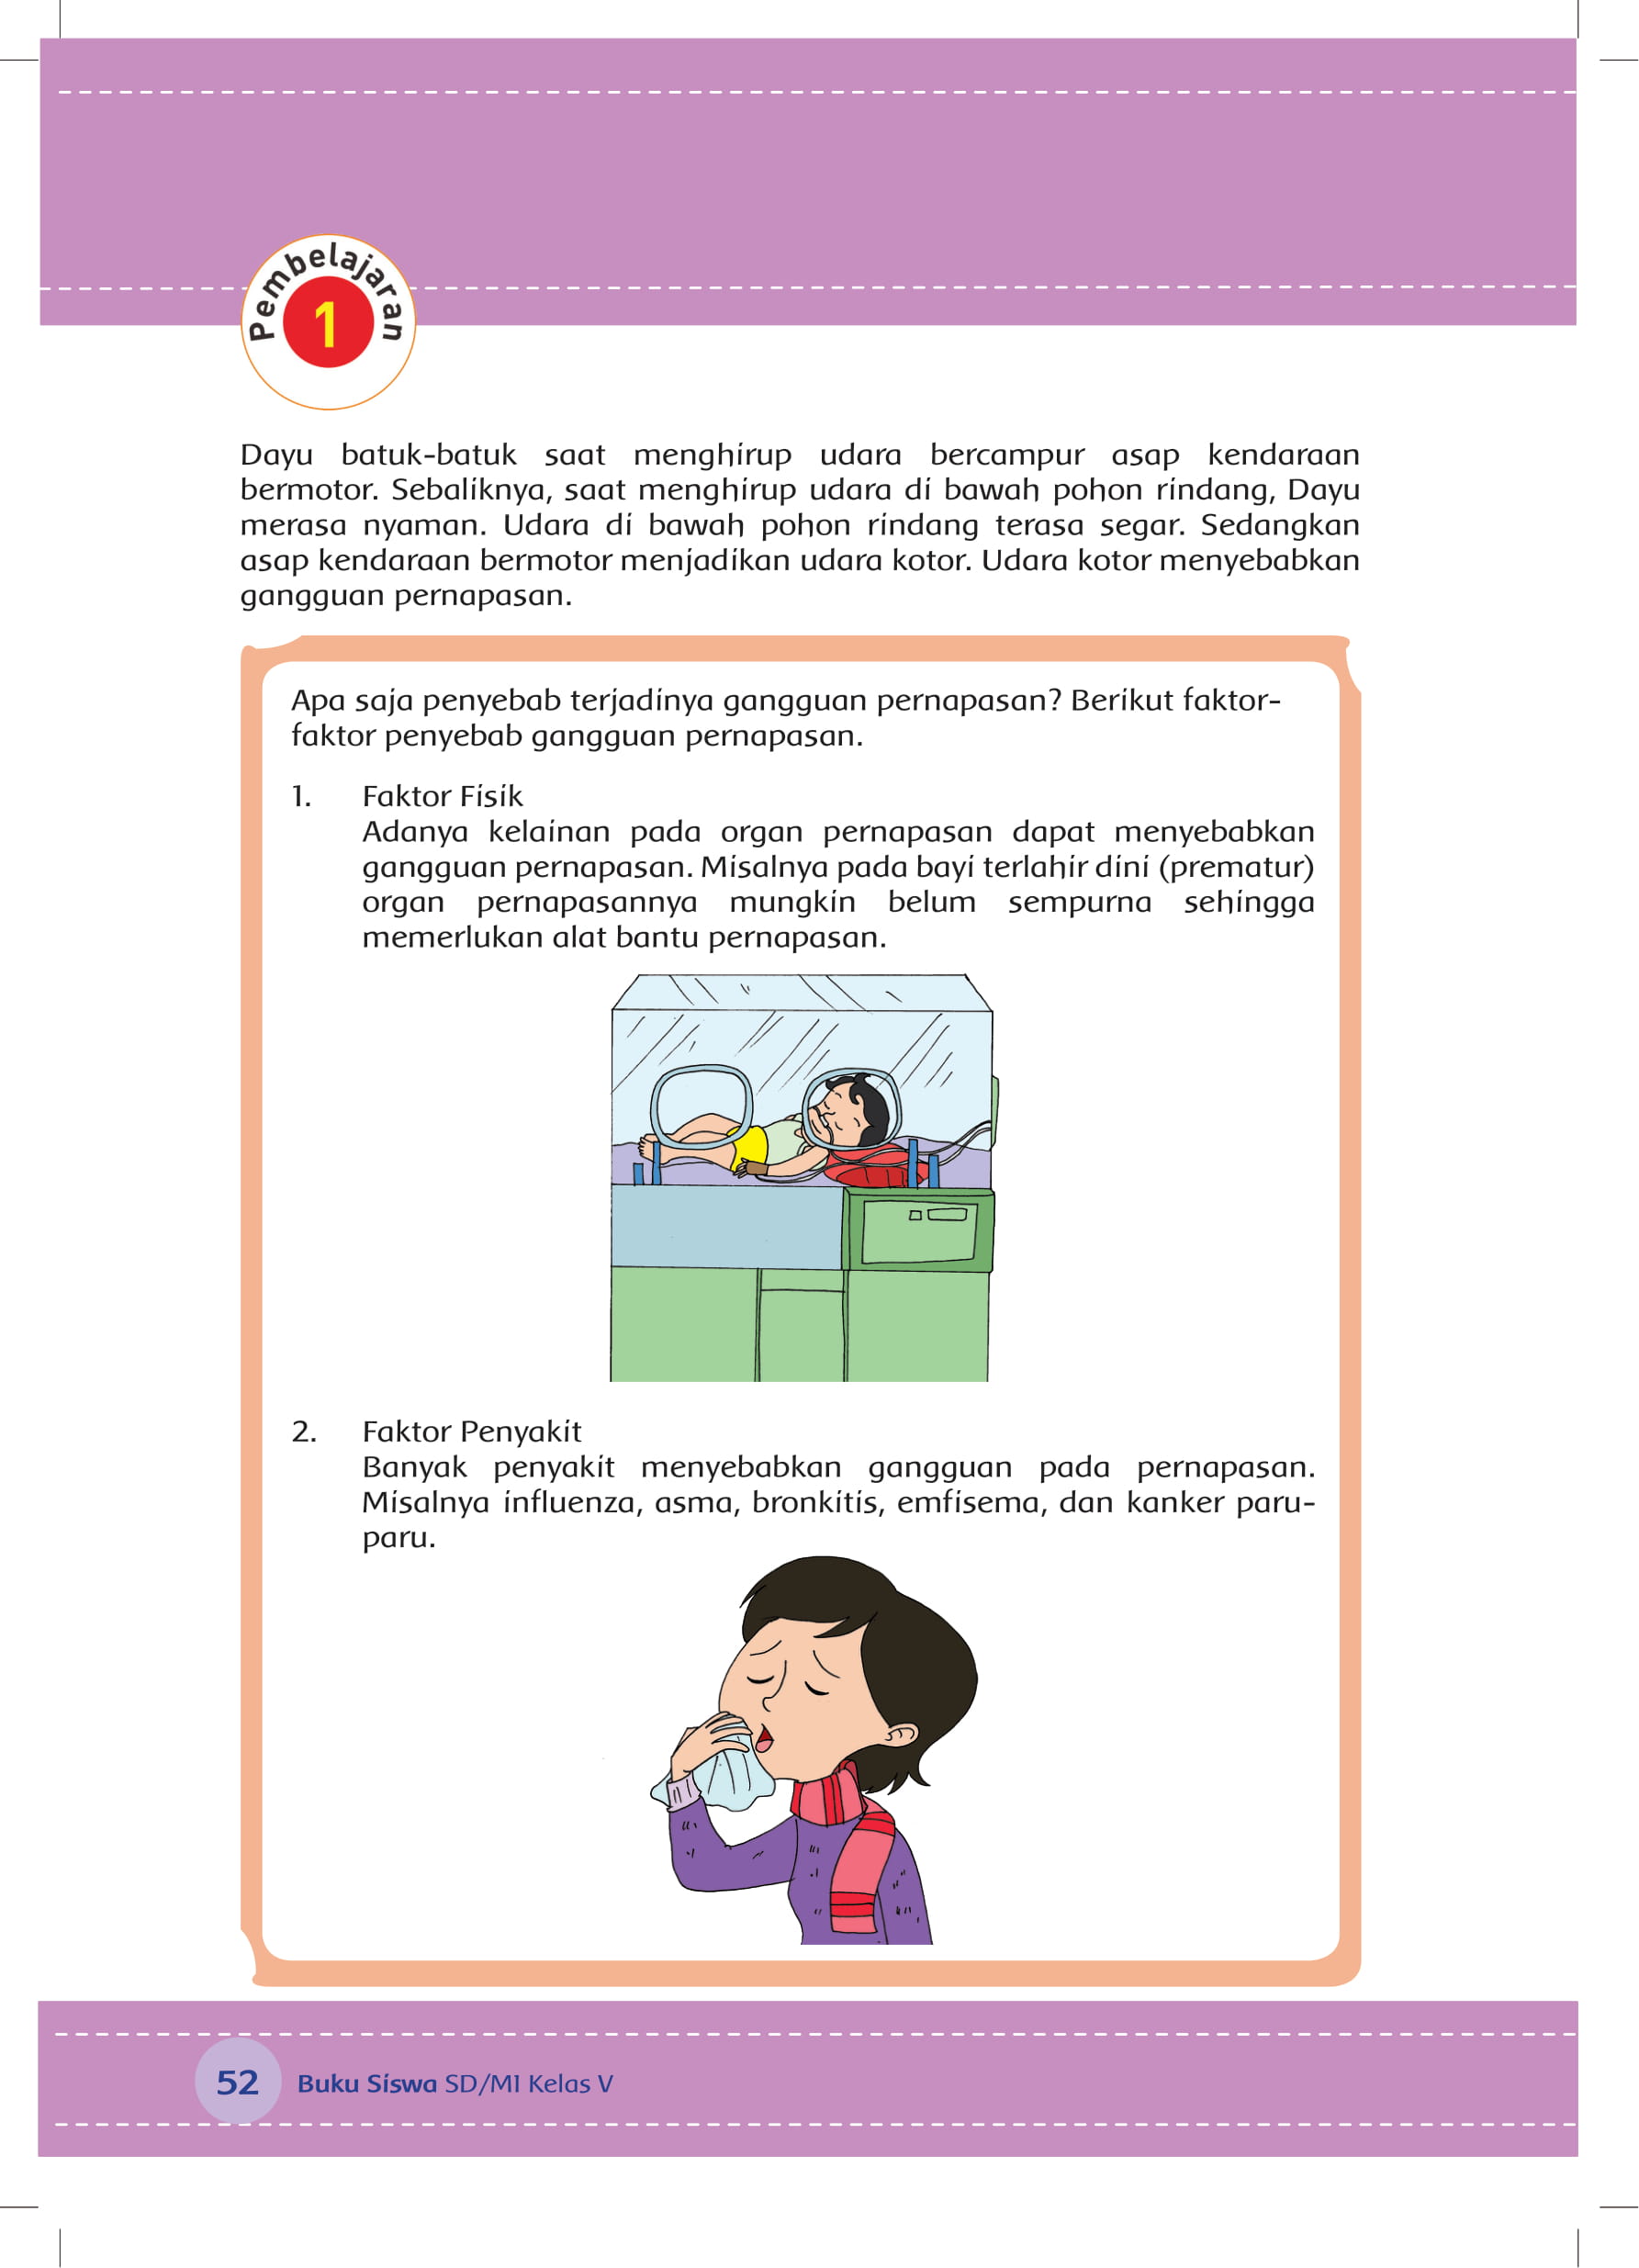 Pembelajaran
1
Dayu batuk-batuk saat menghirup udara bercampur asap kendaraan
bermotor. Sebaliknya, saat menghirup udara di bawah pohon rindang, Dayu
merasa nyaman. Udara di bawah pohon rindang terasa segar. Sedangkan
asap kendaraan bermotor menjadikan udara kotor. Udara kotor menyebabkan
gangguan pernapasan.
Apa saja penyebab terjadinya gangguan pernapasan? Berikut faktor-
faktor penyebab gangguan pernapasan.
1. Faktor Fisik
Adanya kelainan pada organ pernapasan dapat menyebabkan
gangguan pernapasan. Misalnya pada bayi terlahir dini (prematur)
organ pernapasannya mungkin belum sempurna sehingga
memerlukan alat bantu pernapasan.
2. Faktor Penyakit
Banyak penyakit menyebabkan gangguan pada pernapasan.
Misalnya influenza, asma, bronkitis, emfisema, dan kanker paru-
paru.
52 Buku Siswa SD/MI Kelas V